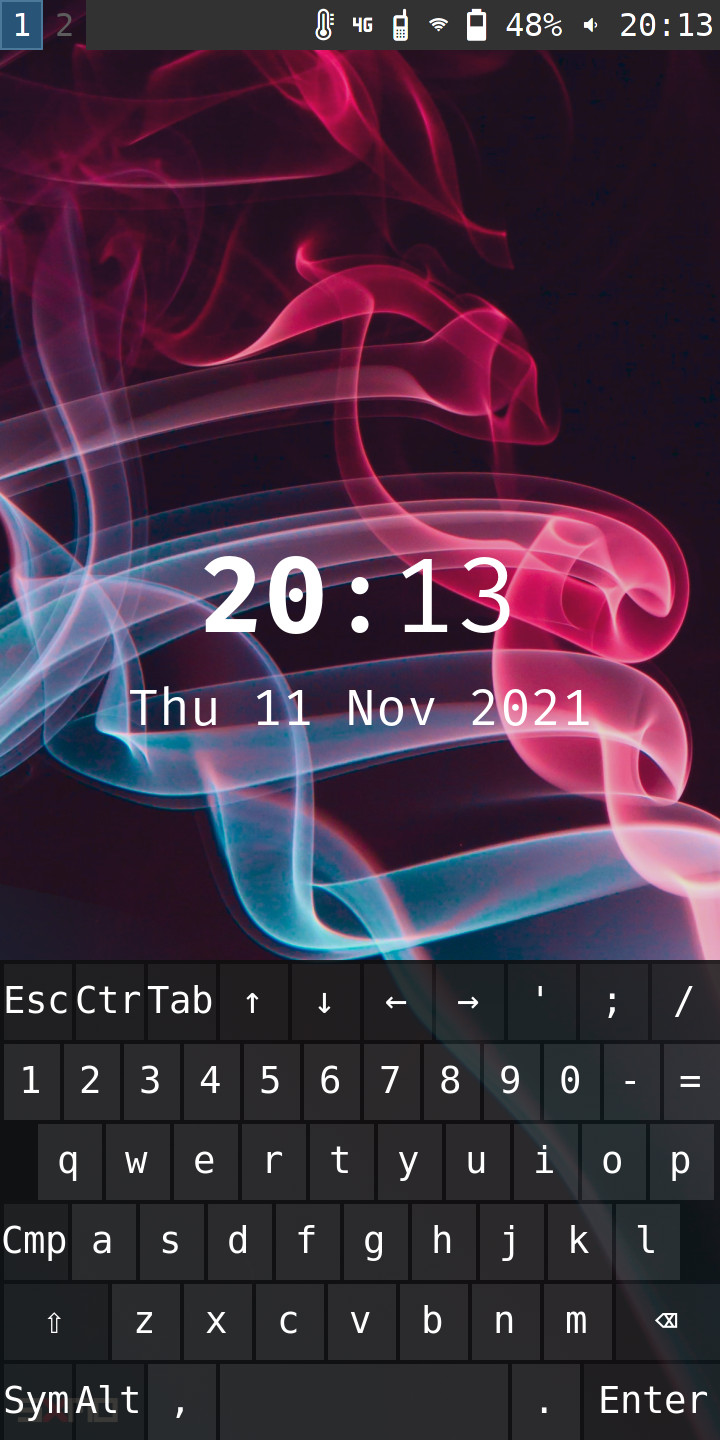 1 2 4G 48% 20:13
20:13
Thu 11 Nov 2021
Esc Ctr Tab ↑ ↓ ← → ' ; /
1 2 3 4 5 6 7 8 9 0 - =
q w e r t y u i o p
Cmp a s d f g h j k l
⇧ z x c v b n m ⌫
Sym Alt , . Enter